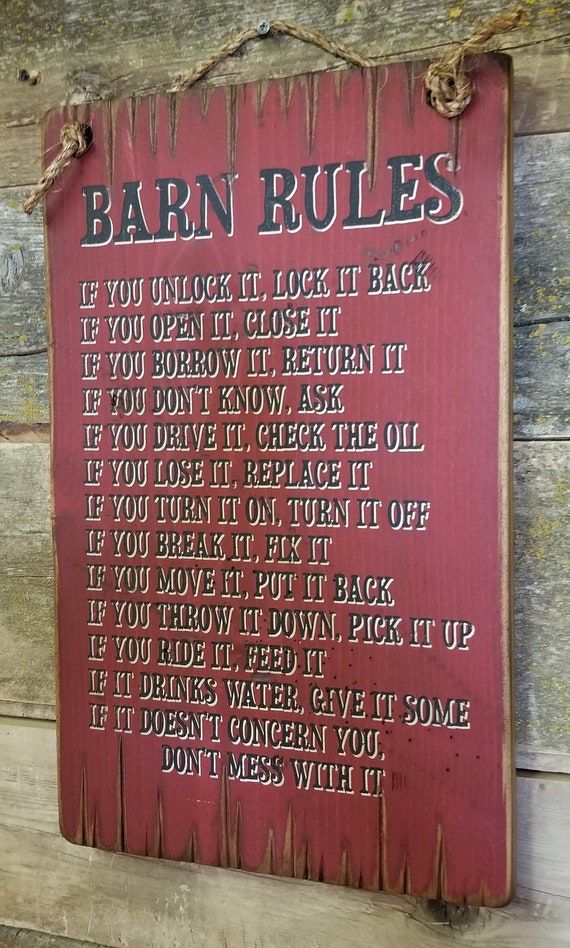 BARN RULES
IF YOU UNLOCK IT, LOCK IT BACK
IF YOU OPEN IT, CLOSE IT
IF YOU BORROW IT, RETURN IT
IF YOU DON'T KNOW, ASK
IF YOU DRIVE IT, CHECK THE OIL
IF YOU LOSE IT, REPLACE IT
IF YOU TURN IT ON, TURN IT OFF
IF YOU BREAK IT, FIX IT
IF YOU MOVE IT, PUT IT BACK
IF YOU THROW IT DOWN, PICK IT UP
IF YOU RIDE IT, FEED IT
IF IT DRINKS WATER, GIVE IT SOME
IF IT DOESN'T CONCERN YOU,
DON'T MESS WITH IT